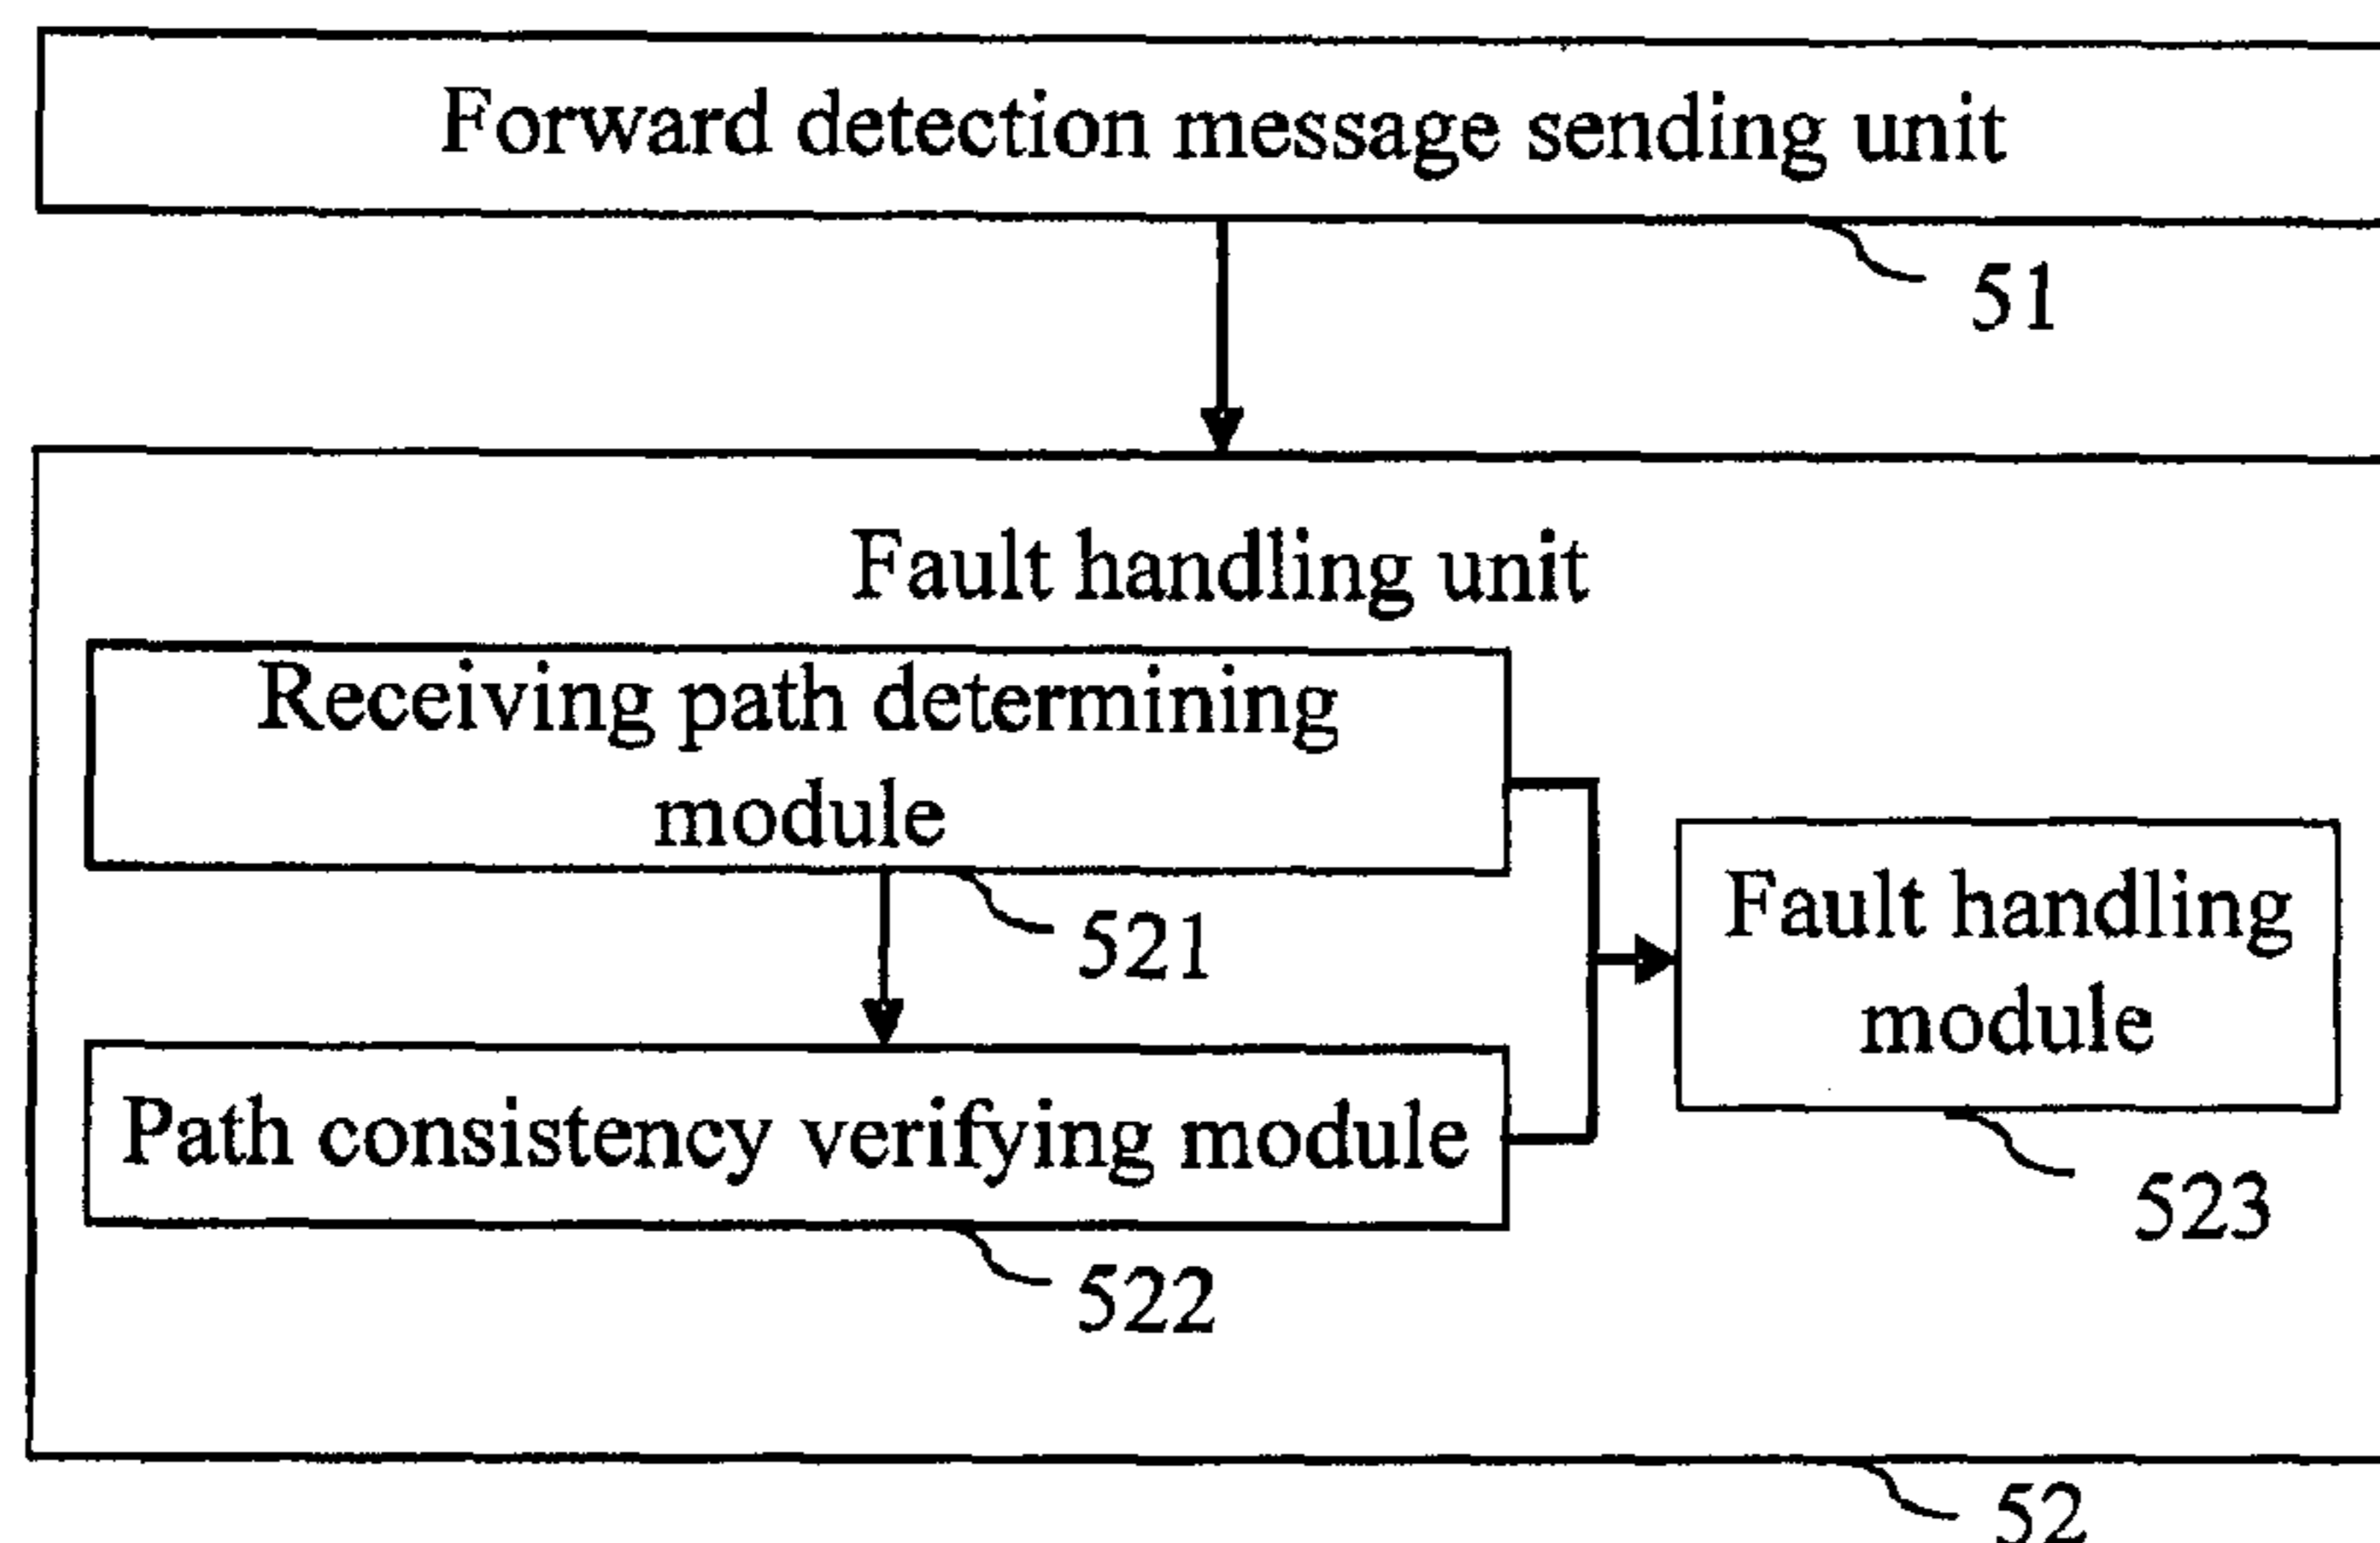 Forward detection message sending unit
51
Fault handling unit
Receiving path determining
module
521
Path consistency verifying module
522
Fault handling
module
523
52